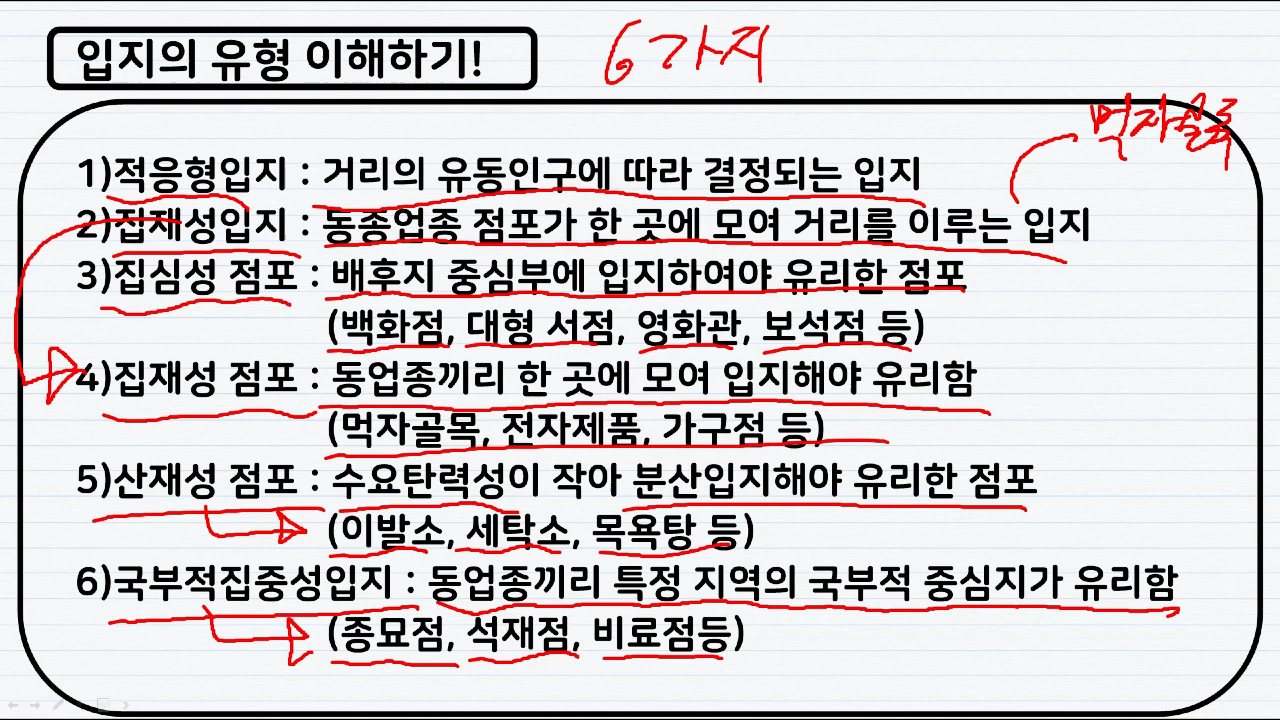 입지의 유형 이해하기!
6가지
먹자골목
1)적응형입지 : 거리의 유동인구에 따라 결정되는 입지
2)집재성입지 : 동종업종 점포가 한 곳에 모여 거리를 이루는 입지
3)집심성 점포 : 배후지 중심부에 입지하여야 유리한 점포
(백화점, 대형 서점, 영화관, 보석점 등)
4)집재성 점포 : 동업종끼리 한 곳에 모여 입지해야 유리함
(먹자골목, 전자제품, 가구점 등)
5)산재성 점포 : 수요탄력성이 작아 분산입지해야 유리한 점포
(이발소, 세탁소, 목욕탕 등)
6)국부적집중성입지 : 동업종끼리 특정 지역의 국부적 중심지가 유리함
(종묘점, 석재점, 비료점등)